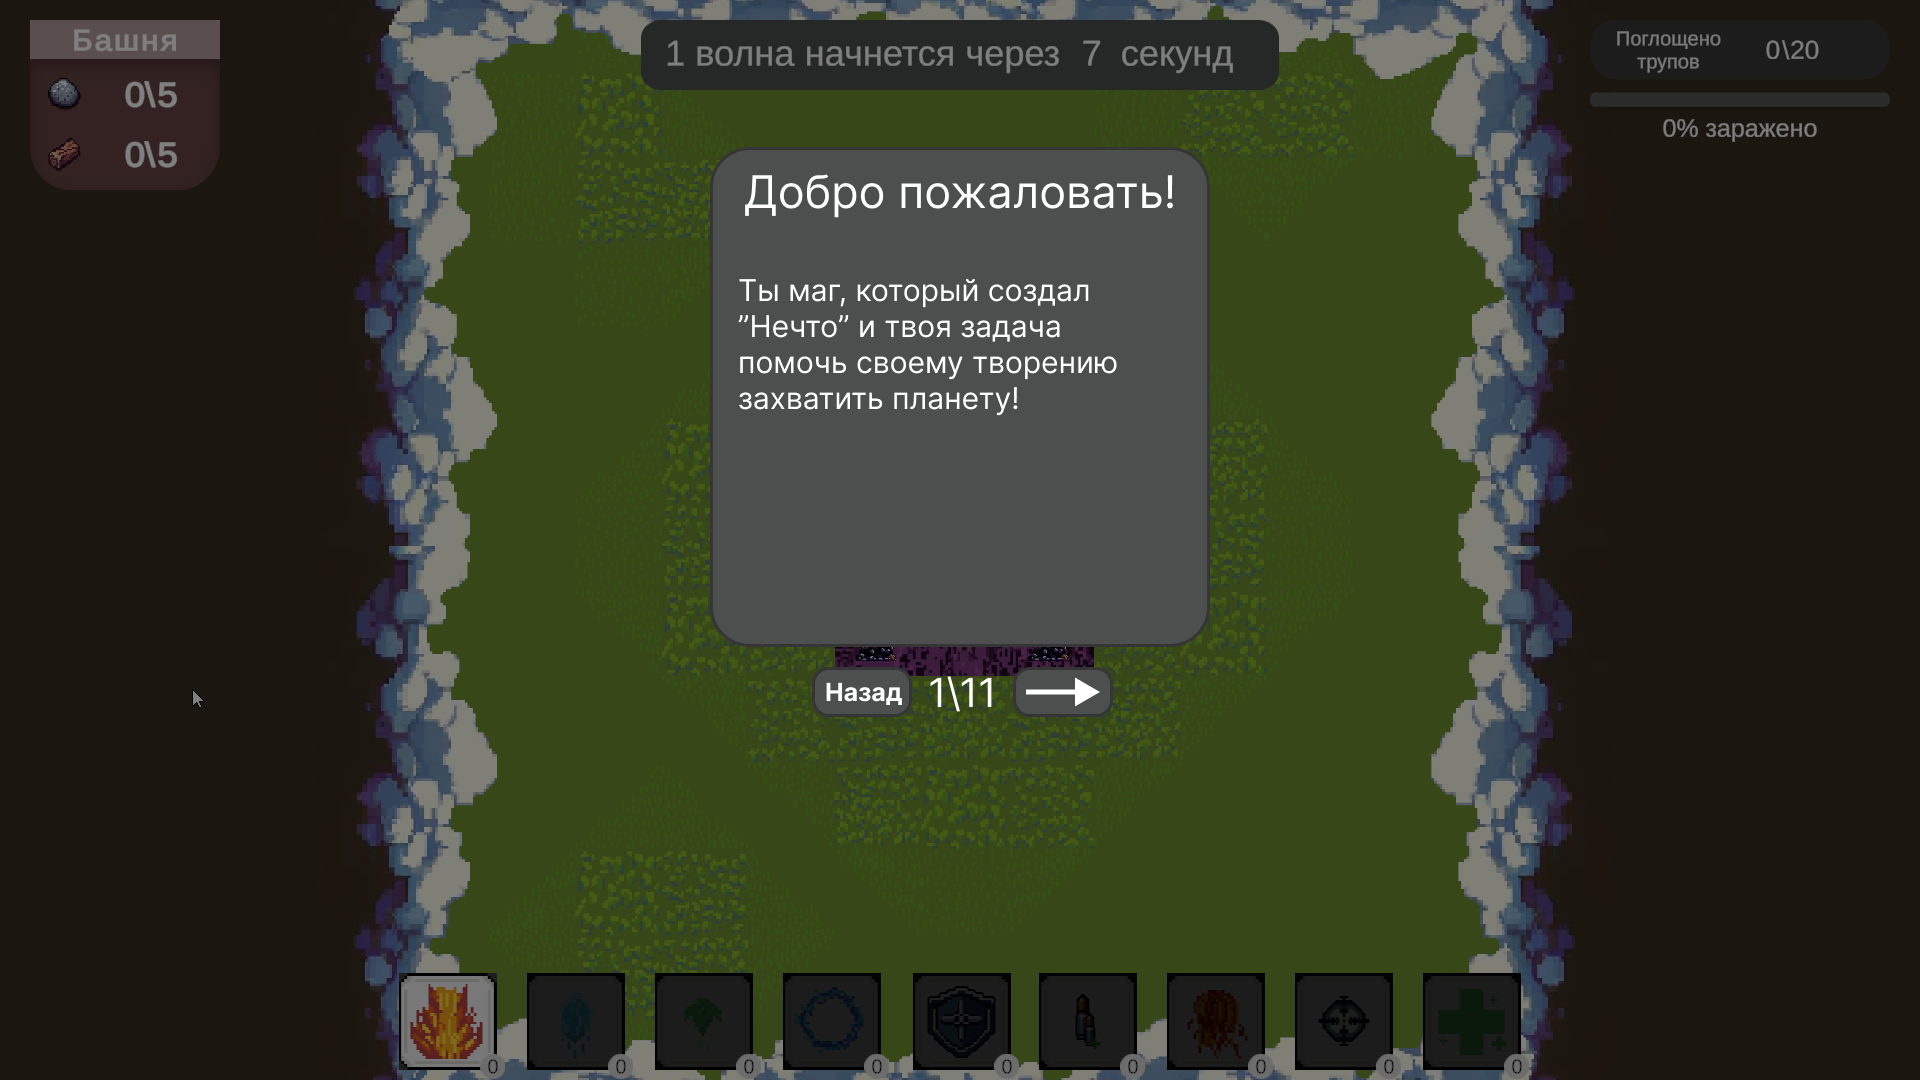 Башня
0\5
0\5
1 волна начнется через 7 секунд
Поглощено
трупов
0\20
0% заражено
Добро пожаловать!
Ты маг, который создал
”Нечто” и твоя задача
помочь своему творению
захватить планету!
Назад
1\11
0
0
0
0
0
0
0
0
0